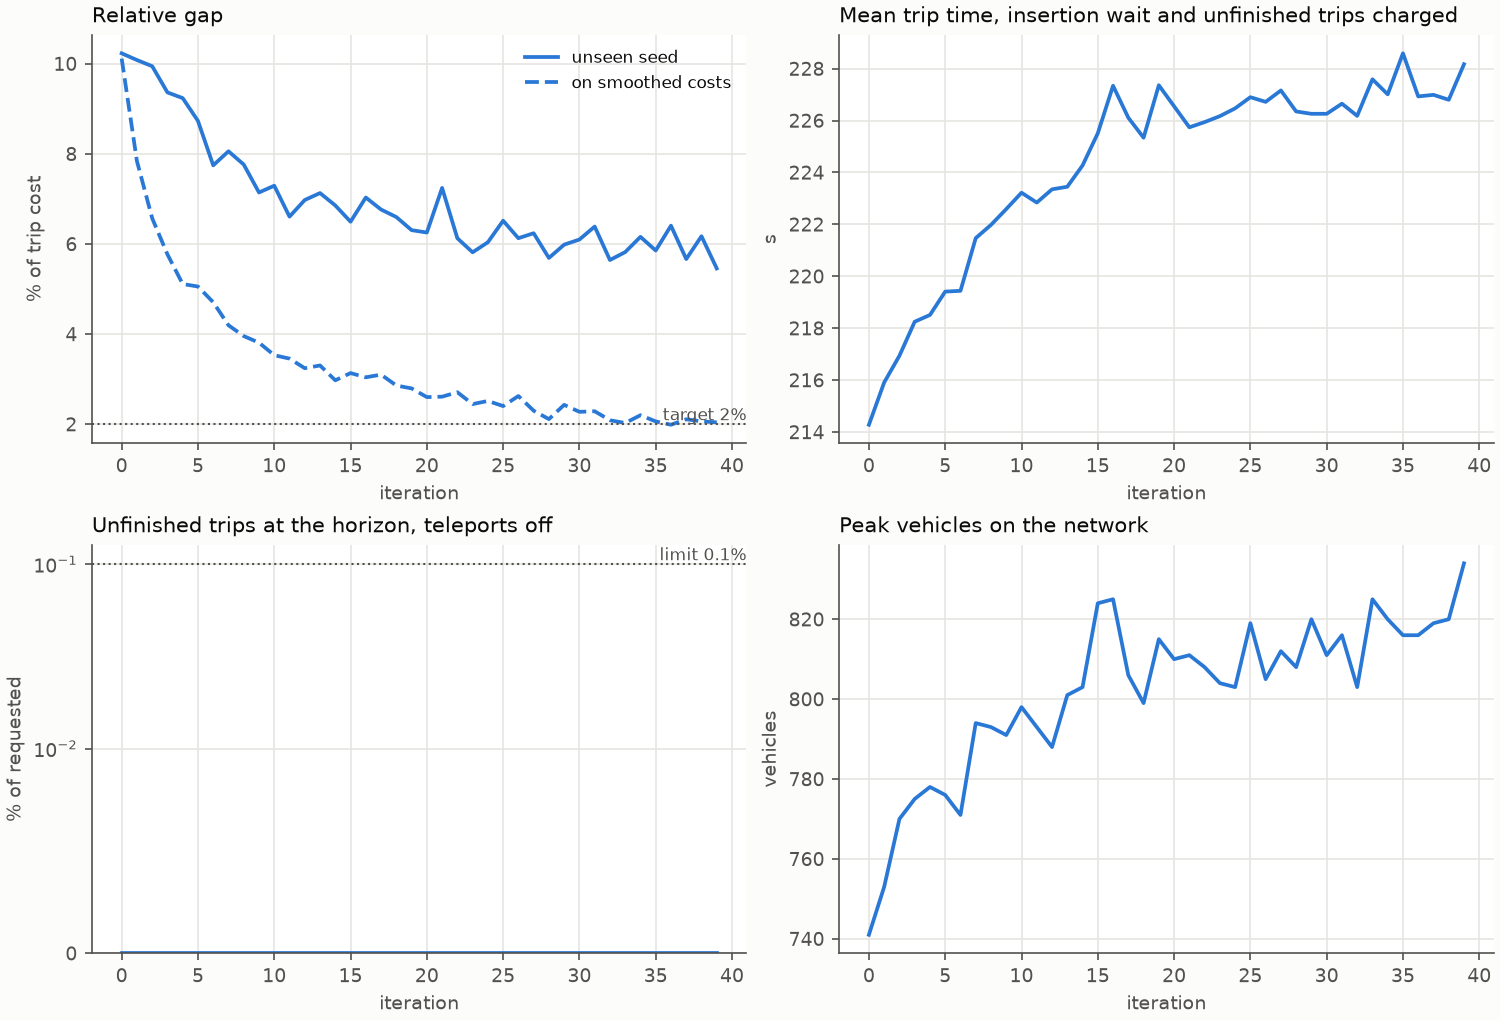 Relative gap
% of trip cost
10
8
6
4
2
unseen seed
on smoothed costs
target 2%
0 5 10 15 20 25 30 35 40
iteration
Mean trip time, insertion wait and unfinished trips charged
s
228
226
224
222
220
218
216
214
0 5 10 15 20 25 30 35 40
iteration
Unfinished trips at the horizon, teleports off
% of requested
limit 0.1%
10⁻¹
10⁻²
0
0 5 10 15 20 25 30 35 40
iteration
Peak vehicles on the network
vehicles
820
800
780
760
740
0 5 10 15 20 25 30 35 40
iteration